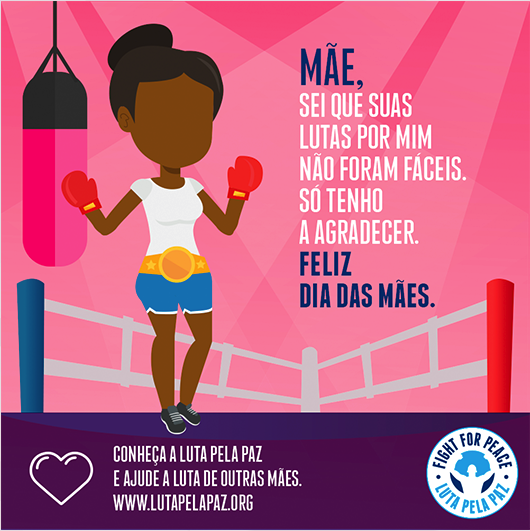 MÃE,
SEI QUE SUAS
LUTAS POR MIM
NÃO FORAM FÁCEIS.
SÓ TENHO
A AGRADECER.
FELIZ
DIA DAS MÃES.
CONHEÇA A LUTA PELA PAZ
E AJUDE A LUTA DE OUTRAS MÃES.
WWW.LUTAPELAPAZ.ORG
FIGHT FOR PEACE
LUTA PELA PAZ